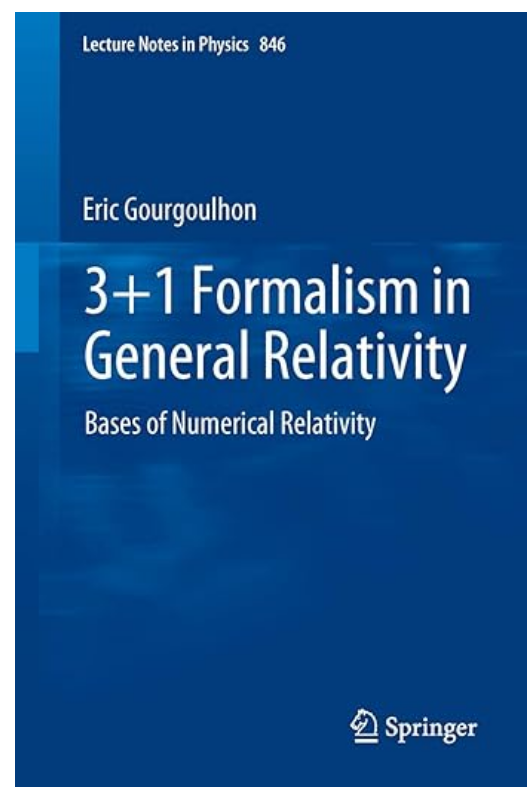 Lecture Notes in Physics 846
Eric Gourgoulhon
3+1 Formalism in
General Relativity
Bases of Numerical Relativity
Springer